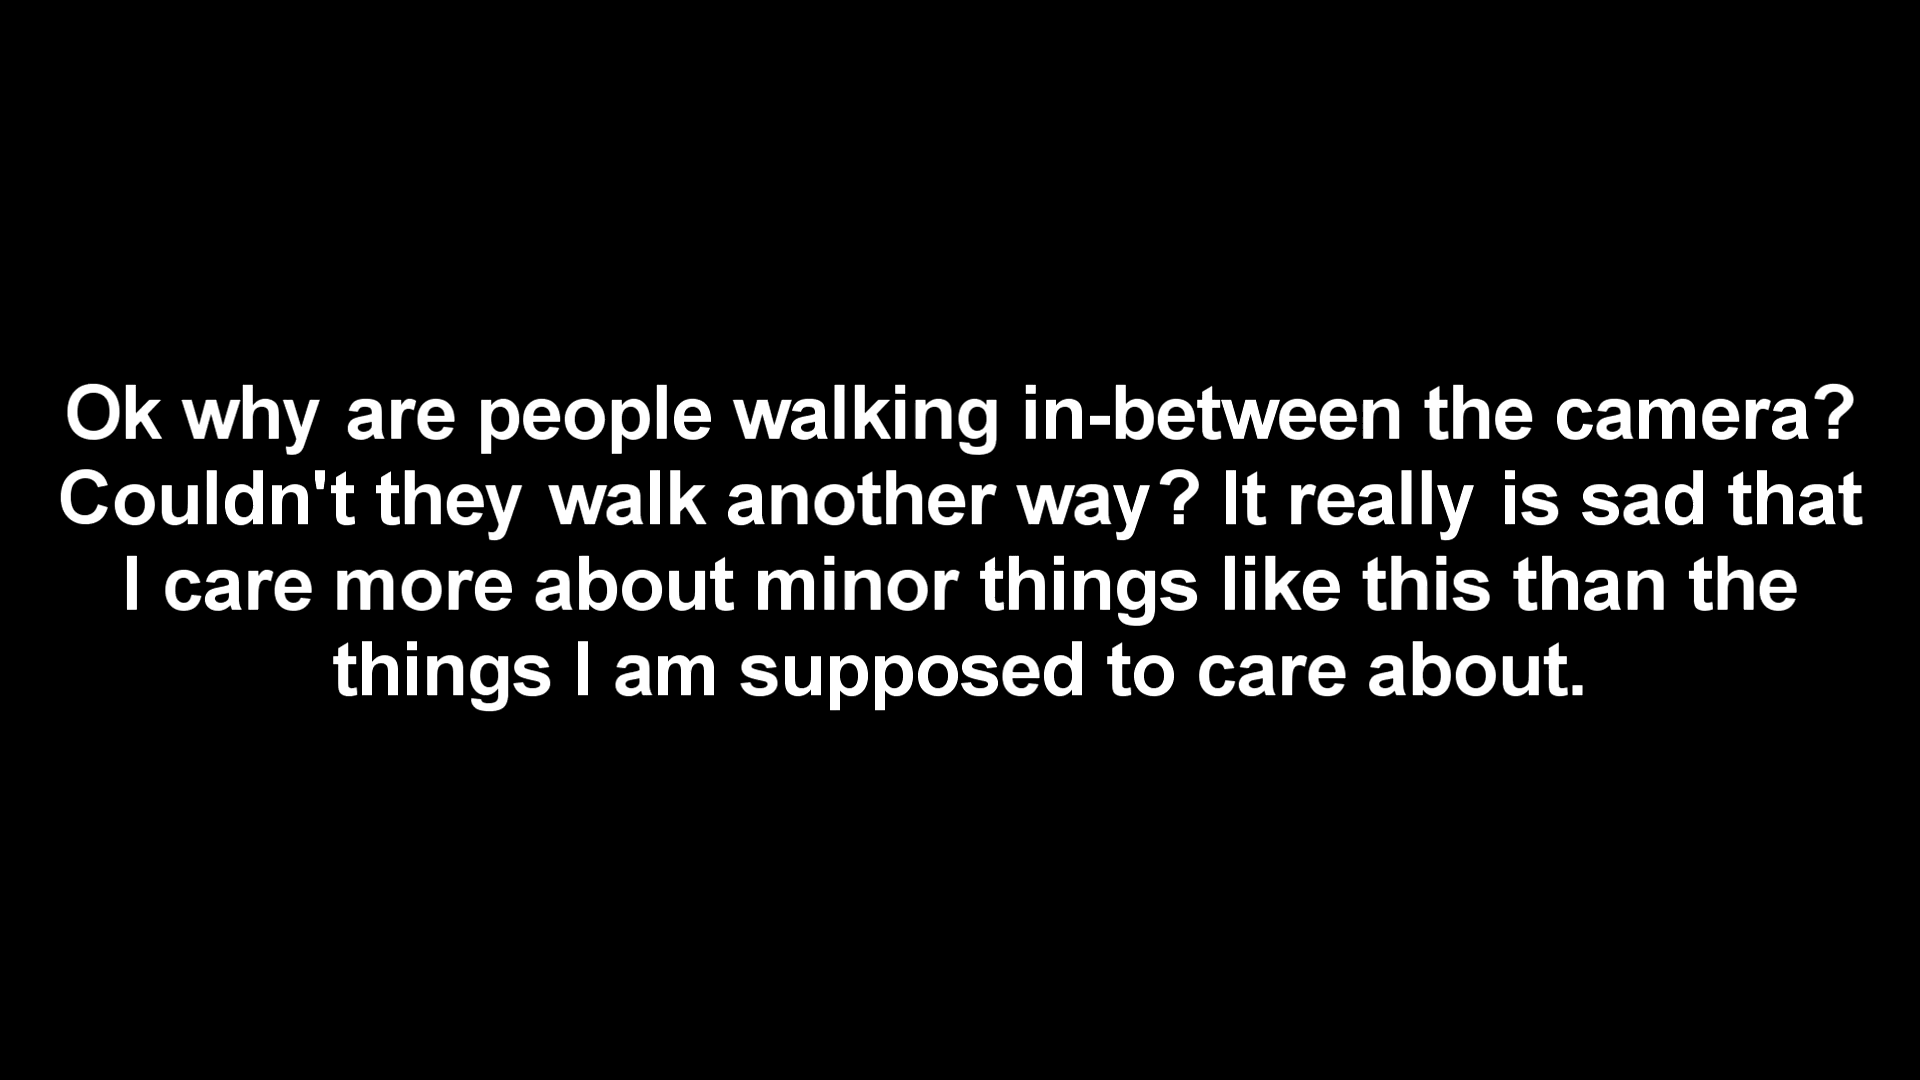 Ok why are people walking in-between the camera?
Couldn't they walk another way? It really is sad that
I care more about minor things like this than the
things I am supposed to care about.